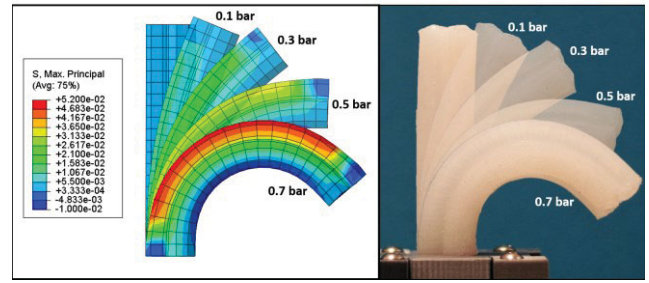 S, Max. Principal
(Avg: 75%)
+5.200e-02
+4.683e-02
+4.167e-02
+3.650e-02
+3.133e-02
+2.617e-02
+2.100e-02
+1.583e-02
+1.067e-02
+5.500e-03
+3.333e-04
-4.833e-03
-1.000e-02
0.1 bar
0.3 bar
0.5 bar
0.7 bar
0.1 bar
0.3 bar
0.5 bar
0.7 bar